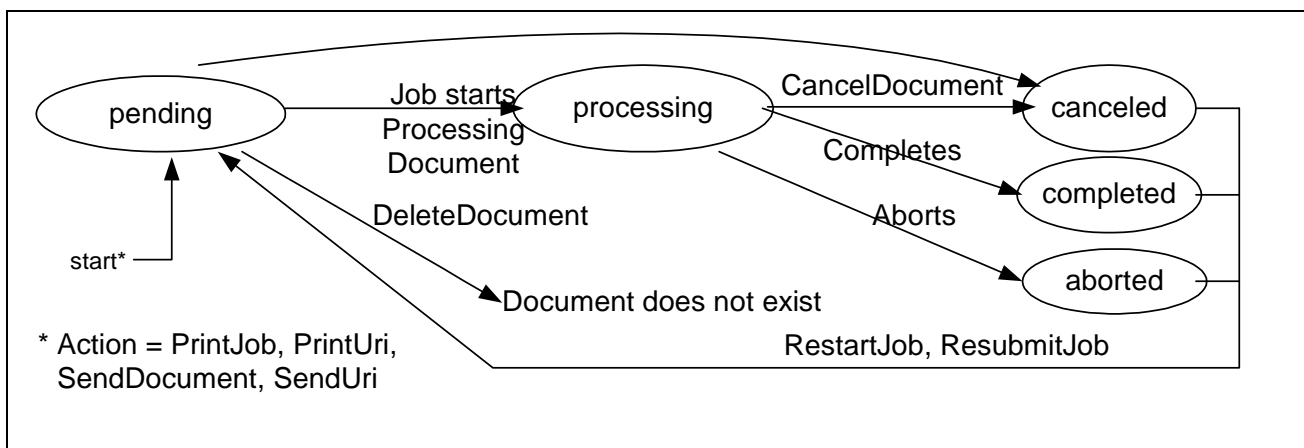 pending
Job starts
Processing
Document
processing
CancelDocument
canceled
Completes
completed
DeleteDocument
Aborts
aborted
start*
Document does not exist
* Action = PrintJob, PrintUri,
SendDocument, SendUri
RestartJob, ResubmitJob